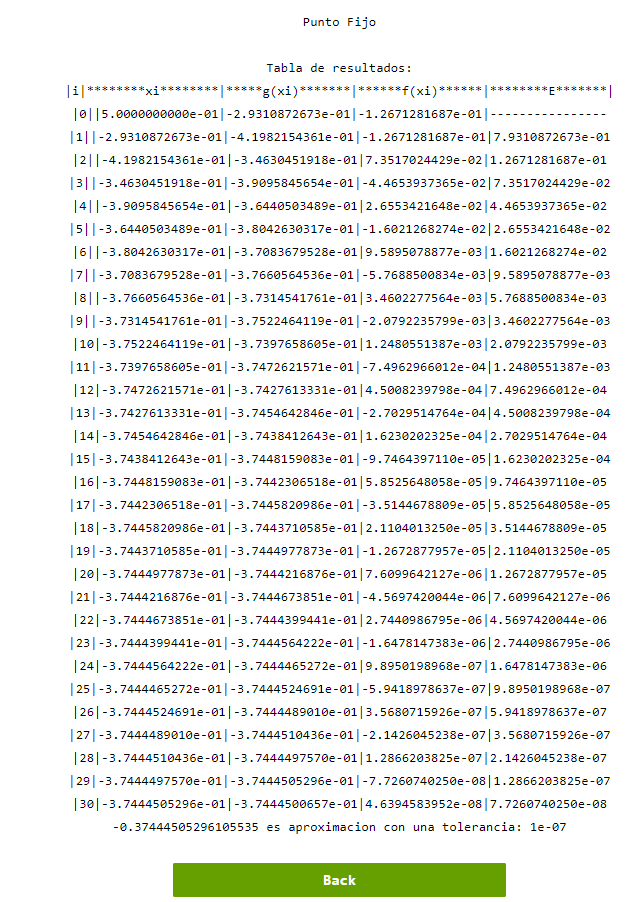 Punto Fijo
Tabla de resultados:
|i|********xi********|*****g(xi)*******|******f(xi)******|********E*******|
|0||5.0000000000e-01|-2.9310872673e-01|-1.2671281687e-01|----------------
|1||-2.9310872673e-01|-4.1982154361e-01|-1.2671281687e-01|7.9310872673e-01
|2||-4.1982154361e-01|-3.4630451918e-01|7.3517024429e-02|1.2671281687e-01
|3||-3.4630451918e-01|-3.9095845654e-01|-4.4653937365e-02|7.3517024429e-02
|4||-3.9095845654e-01|-3.6440503489e-01|2.6553421648e-02|4.4653937365e-02
|5||-3.6440503489e-01|-3.8042630317e-01|-1.6021268274e-02|2.6553421648e-02
|6||-3.8042630317e-01|-3.7083679528e-01|9.5895078877e-03|1.6021268274e-02
|7||-3.7083679528e-01|-3.7660564536e-01|-5.7688500834e-03|9.5895078877e-03
|8||-3.7660564536e-01|-3.7314541761e-01|3.4602277564e-03|5.7688500834e-03
|9||-3.7314541761e-01|-3.7522464119e-01|-2.0792235799e-03|3.4602277564e-03
|10|-3.7522464119e-01|-3.7397658605e-01|1.2480551387e-03|2.0792235799e-03
|11|-3.7397658605e-01|-3.7472621571e-01|-7.4962966012e-04|1.2480551387e-03
|12|-3.7472621571e-01|-3.7427613331e-01|4.5008239798e-04|7.4962966012e-04
|13|-3.7427613331e-01|-3.7454642846e-01|-2.7029514764e-04|4.5008239798e-04
|14|-3.7454642846e-01|-3.7438412643e-01|1.6230202325e-04|2.7029514764e-04
|15|-3.7438412643e-01|-3.7448159083e-01|-9.7464397110e-05|1.6230202325e-04
|16|-3.7448159083e-01|-3.7442306518e-01|5.8525648058e-05|9.7464397110e-05
|17|-3.7442306518e-01|-3.7445820986e-01|-3.5144678809e-05|5.8525648058e-05
|18|-3.7445820986e-01|-3.7443710585e-01|2.1104013250e-05|3.5144678809e-05
|19|-3.7443710585e-01|-3.7444977873e-01|-1.2672877957e-05|2.1104013250e-05
|20|-3.7444977873e-01|-3.7444216876e-01|7.6099642127e-06|1.2672877957e-05
|21|-3.7444216876e-01|-3.7444673851e-01|-4.5697420044e-06|7.6099642127e-06
|22|-3.7444673851e-01|-3.7444399441e-01|2.7440986795e-06|4.5697420044e-06
|23|-3.7444399441e-01|-3.7444564222e-01|-1.6478147383e-06|2.7440986795e-06
|24|-3.7444564222e-01|-3.7444465272e-01|9.8950198968e-07|1.6478147383e-06
|25|-3.7444465272e-01|-3.7444524691e-01|-5.9418978637e-07|9.8950198968e-07
|26|-3.7444524691e-01|-3.7444489010e-01|3.5680715926e-07|5.9418978637e-07
|27|-3.7444489010e-01|-3.7444510436e-01|-2.1426045238e-07|3.5680715926e-07
|28|-3.7444510436e-01|-3.7444497570e-01|1.2866203825e-07|2.1426045238e-07
|29|-3.7444497570e-01|-3.7444505296e-01|-7.7260740250e-08|1.2866203825e-07
|30|-3.7444505296e-01|-3.7444500657e-01|4.6394583952e-08|7.7260740250e-08
-0.37444505296105535 es aproximacion con una tolerancia: 1e-07
Back